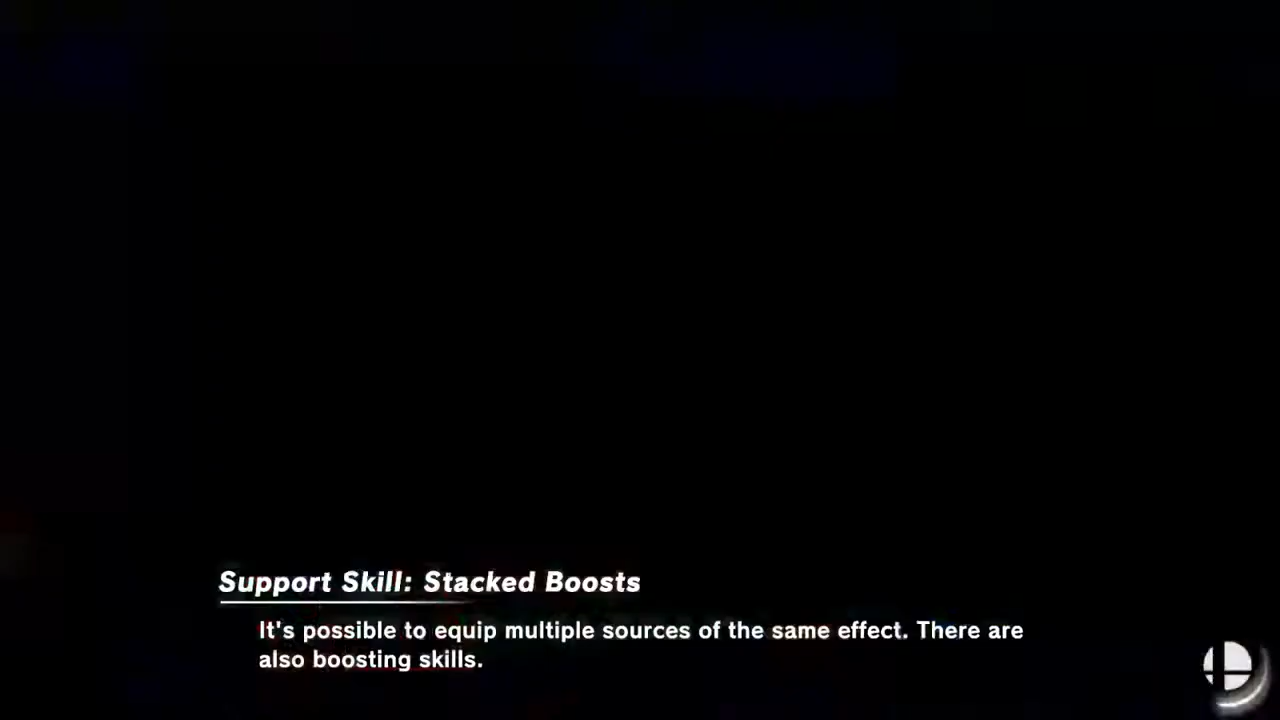 Support Skill: Stacked Boosts
It's possible to equip multiple sources of the same effect. There are
also boosting skills.